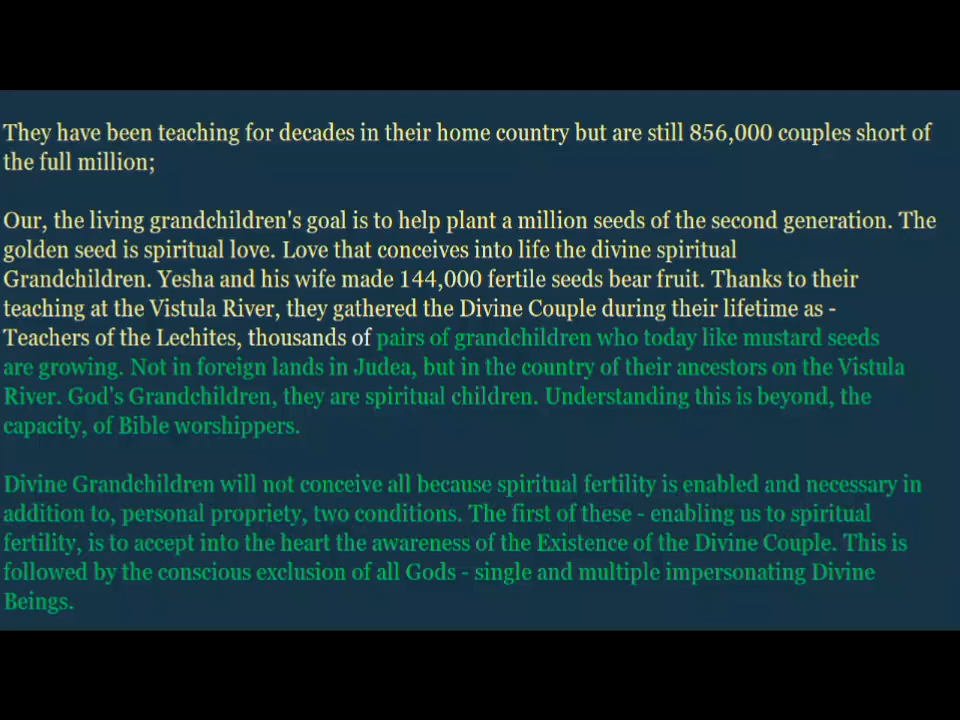 They have been teaching for decades in their home country but are still 856,000 couples short of
the full million;
Our, the living grandchildren's goal is to help plant a million seeds of the second generation. The
golden seed is spiritual love. Love that conceives into life the divine spiritual
Grandchildren. Yesha and his wife made 144,000 fertile seeds bear fruit. Thanks to their
teaching at the Vistula River, they gathered the Divine Couple during their lifetime as -
Teachers of the Lechites, thousands of pairs of grandchildren who today like mustard seeds
are growing. Not in foreign lands in Judea, but in the country of their ancestors on the Vistula
River. God's Grandchildren, they are spiritual children. Understanding this is beyond, the
capacity, of Bible worshippers.
Divine Grandchildren will not conceive all because spiritual fertility is enabled and necessary in
addition to, personal propriety, two conditions. The first of these - enabling us to spiritual
fertility, is to accept into the heart the awareness of the Existence of the Divine Couple. This is
followed by the conscious exclusion of all Gods - single and multiple impersonating Divine
Beings.